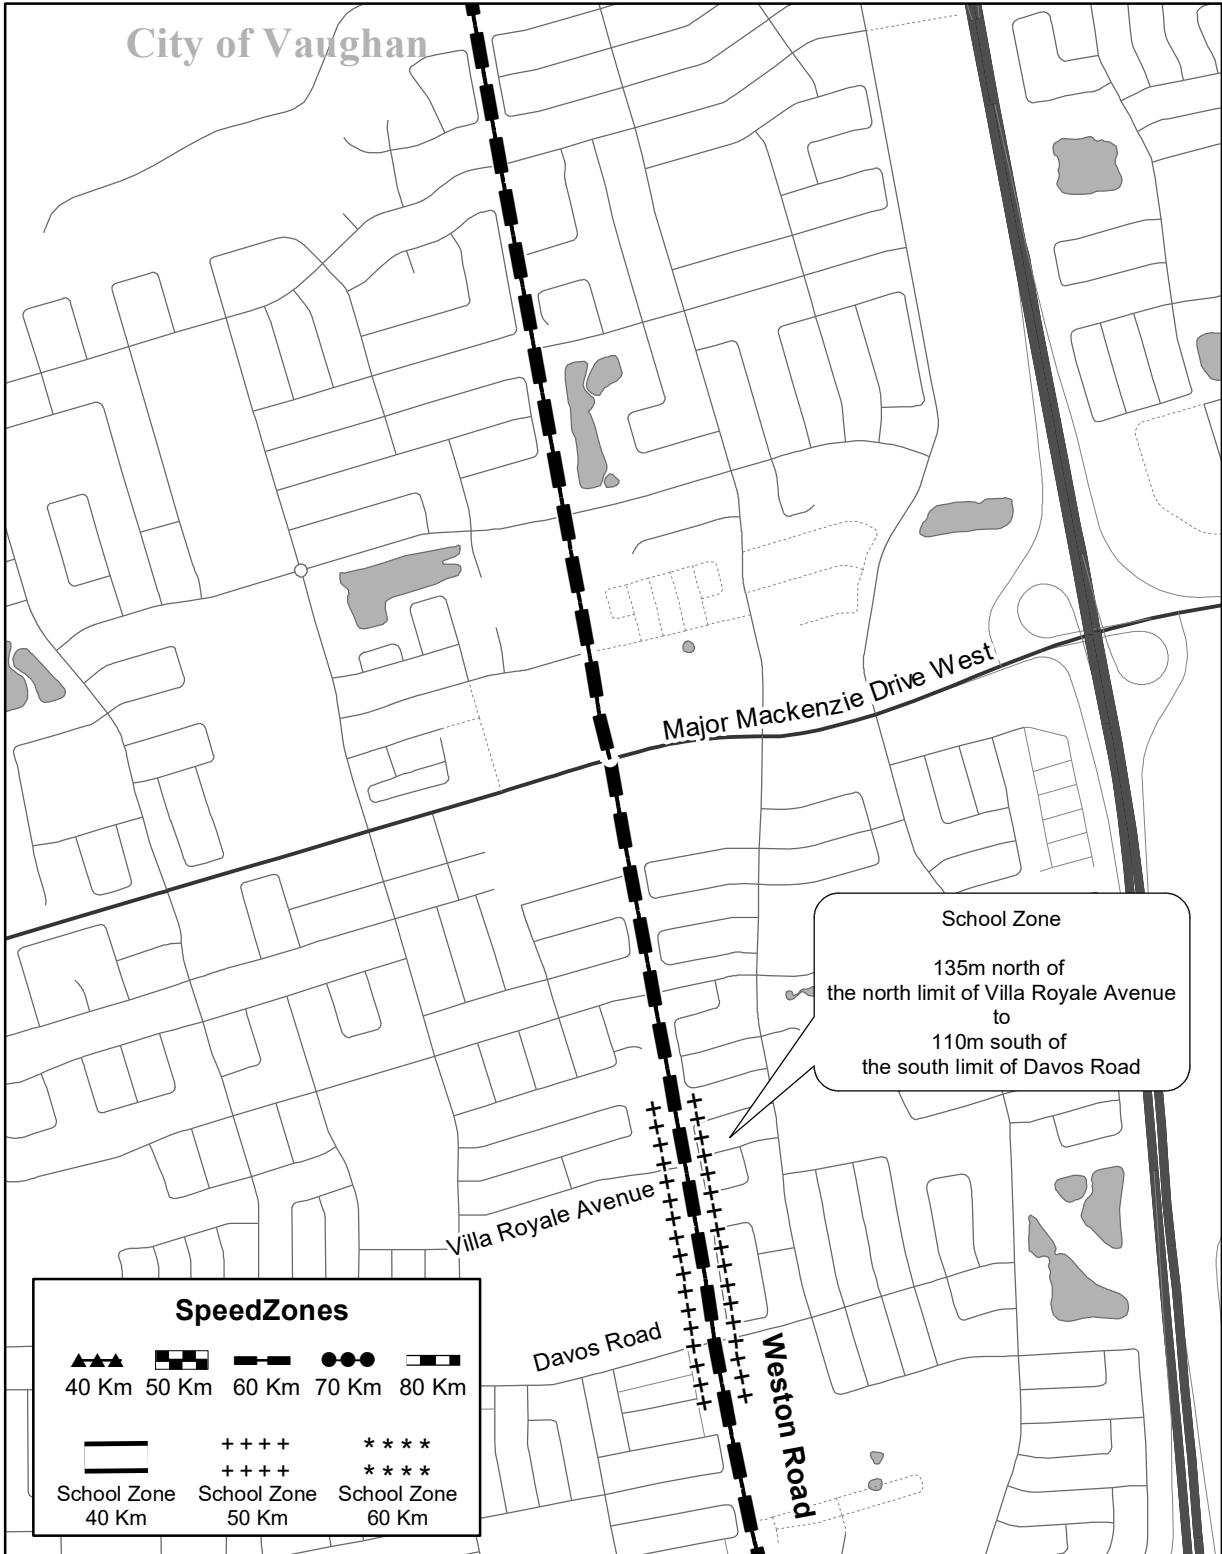 City of Vaughan
Major Mackenzie Drive West
School Zone
135m north of
the north limit of Villa Royale Avenue
to
110m south of
the south limit of Davos Road
Villa Royale Avenue
Davos Road
Weston Road
SpeedZones
40 Km 50 Km 60 Km 70 Km 80 Km
School Zone School Zone School Zone
40 Km 50 Km 60 Km